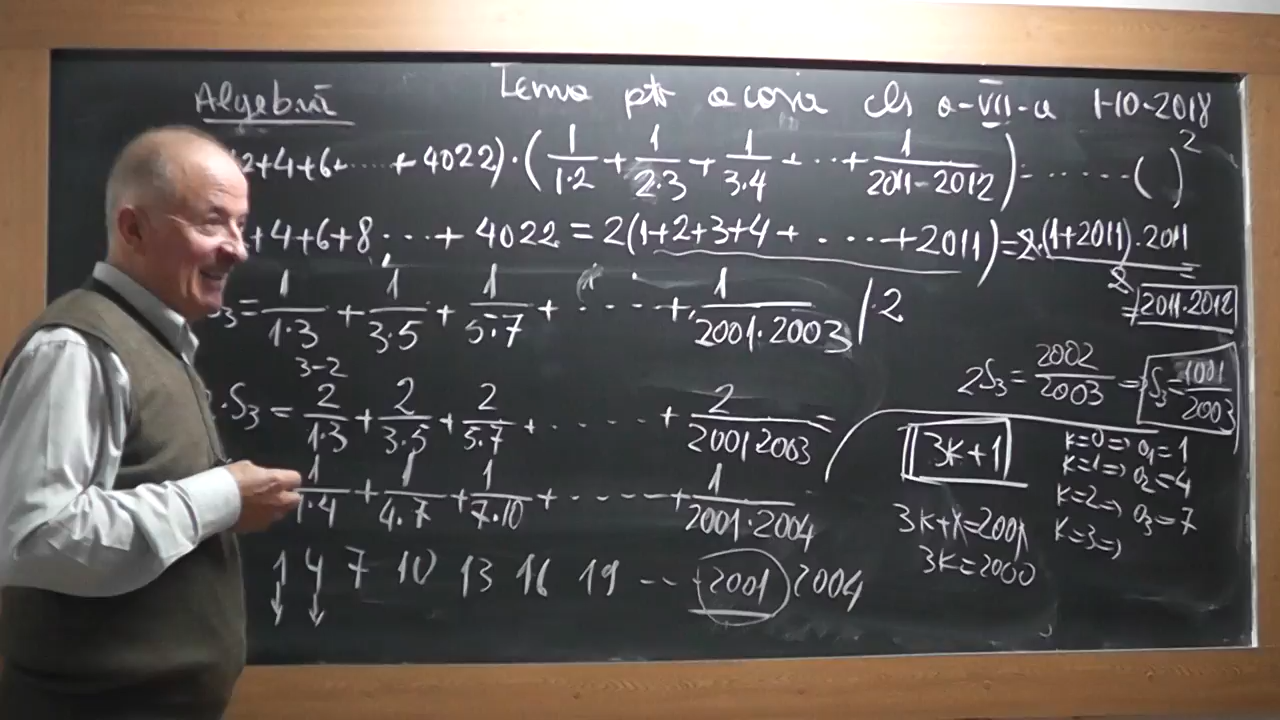 Algebră
Tema ptr acasă cls a-VII-a 1-10-2018
2+4+6+.....+4022)·(1/1·2+1/2·3+1/3·4+...+1/2011-2012)=......( )²
+4+6+8...+4022=2(1+2+3+4+....+2011)=2·(1+2011)·2011/2
=2011·2012
3=1/1·3+1/3·5+1/5·7+....+1/2001·2003 |·2
3-2
2S₃=2002/2003 => S₃=1001/2003
·S₃=2/1·3+2/3·5+2/5·7+......+2/2001·2003=
1/1·4+1/4·7+1/7·10+......+1/2001·2004
1 4 7 10 13 16 19 -- 2001 2004
3k+1
3k+1=2001
3k=2000
k=0=> a₁=1
k=1=> a₂=4
k=2=> a₃=7
k=3=>